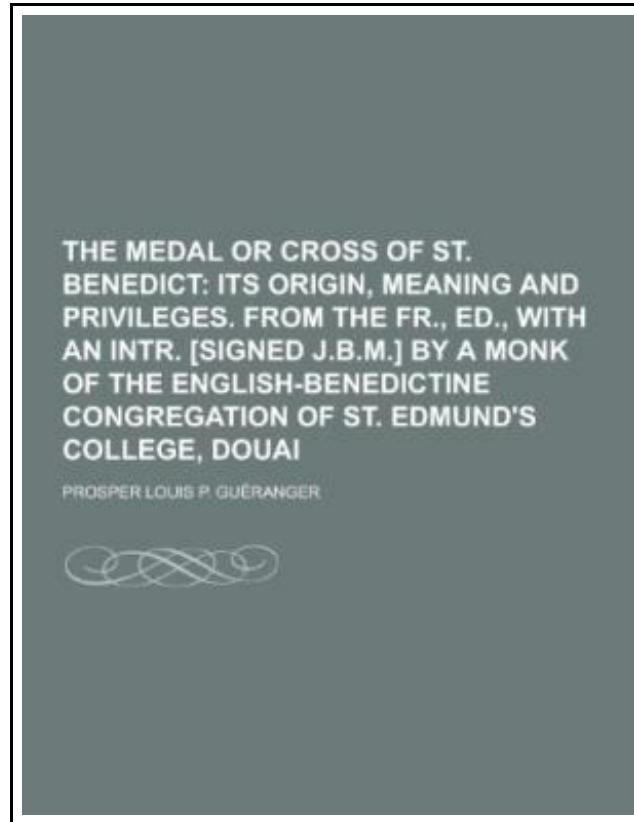 THE MEDAL OR CROSS OF ST.
BENEDICT: ITS ORIGIN, MEANING AND
PRIVILEGES. FROM THE FR., ED., WITH
AN INTR. [SIGNED J.B.M.] BY A MONK
OF THE ENGLISH-BENEDICTINE
CONGREGATION OF ST. EDMUND'S
COLLEGE, DOUAI
PROSPER LOUIS P. GUÉRANGER